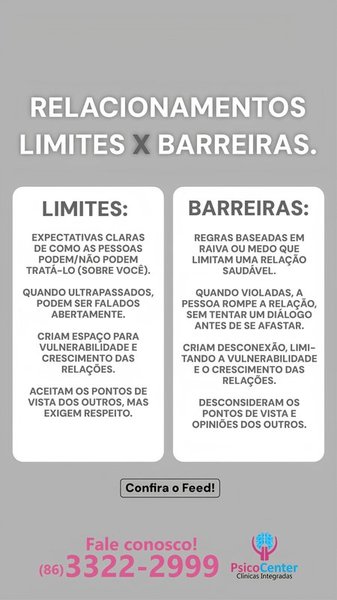 RELACIONAMENTOS
LIMITES X BARREIRAS.
LIMITES:
EXPECTATIVAS CLARAS
DE COMO AS PESSOAS
PODEM/NÃO PODEM
TRATÁ-LO (SOBRE VOCÊ).
QUANDO ULTRAPASSADOS,
PODEM SER FALADOS
ABERTAMENTE.
CRIAM ESPAÇO PARA
VULNERABILIDADE E
CRESCIMENTO DAS
RELAÇÕES.
ACEITAM OS PONTOS DE
VISTA DOS OUTROS, MAS
EXIGEM RESPEITO.
BARREIRAS:
REGRAS BASEADAS EM
RAIVA OU MEDO QUE
LIMITAM UMA RELAÇÃO
SAUDÁVEL.
QUANDO VIOLADAS, A
PESSOA ROMPE A RELAÇÃO,
SEM TENTAR UM DIÁLOGO
ANTES DE SE AFASTAR.
CRIAM DESCONEXÃO, LIMI-
TANDO A VULNERABILIDADE
E O CRESCIMENTO DAS
RELAÇÕES.
DESCONSIDERAM OS
PONTOS DE VISTA E
OPINIÕES DOS OUTROS.
Confira o Feed!
Fale conosco!
(86)3322-2999
PsicoCenter
Clínicas Integradas